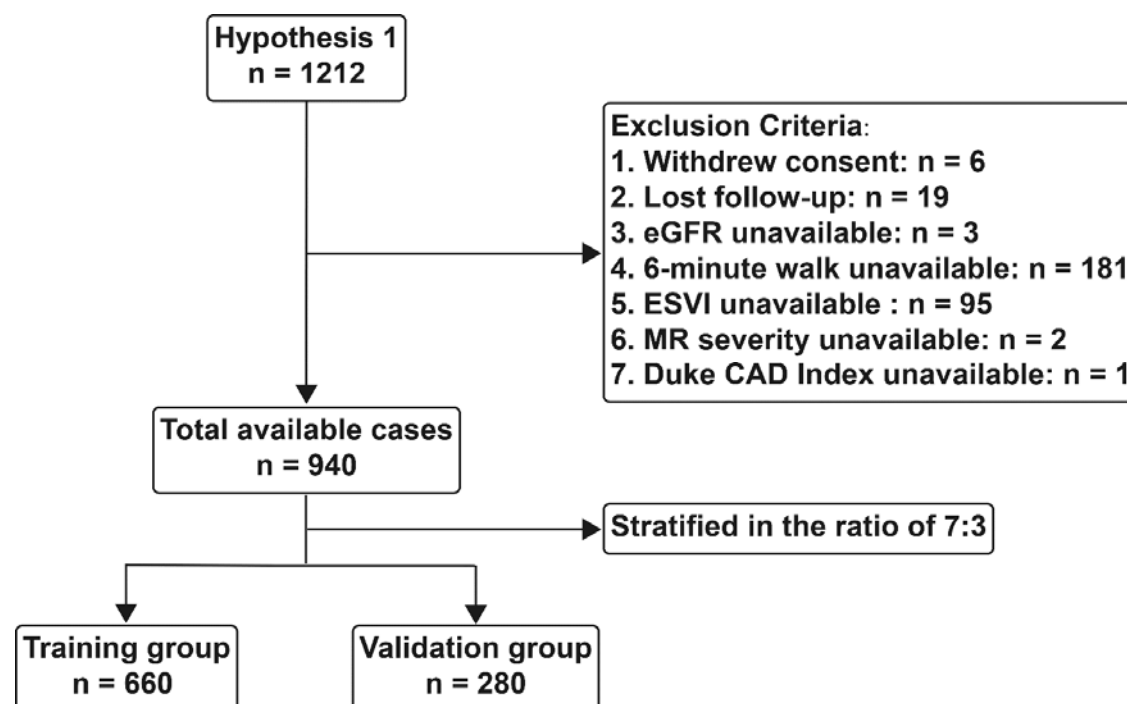 Hypothesis 1
n = 1212
Exclusion Criteria:
1. Withdrew consent: n = 6
2. Lost follow-up: n = 19
3. eGFR unavailable: n = 3
4. 6-minute walk unavailable: n = 181
5. ESVI unavailable : n = 95
6. MR severity unavailable: n = 2
7. Duke CAD Index unavailable: n = 1
Total available cases
n = 940
Stratified in the ratio of 7:3
Training group
n = 660
Validation group
n = 280